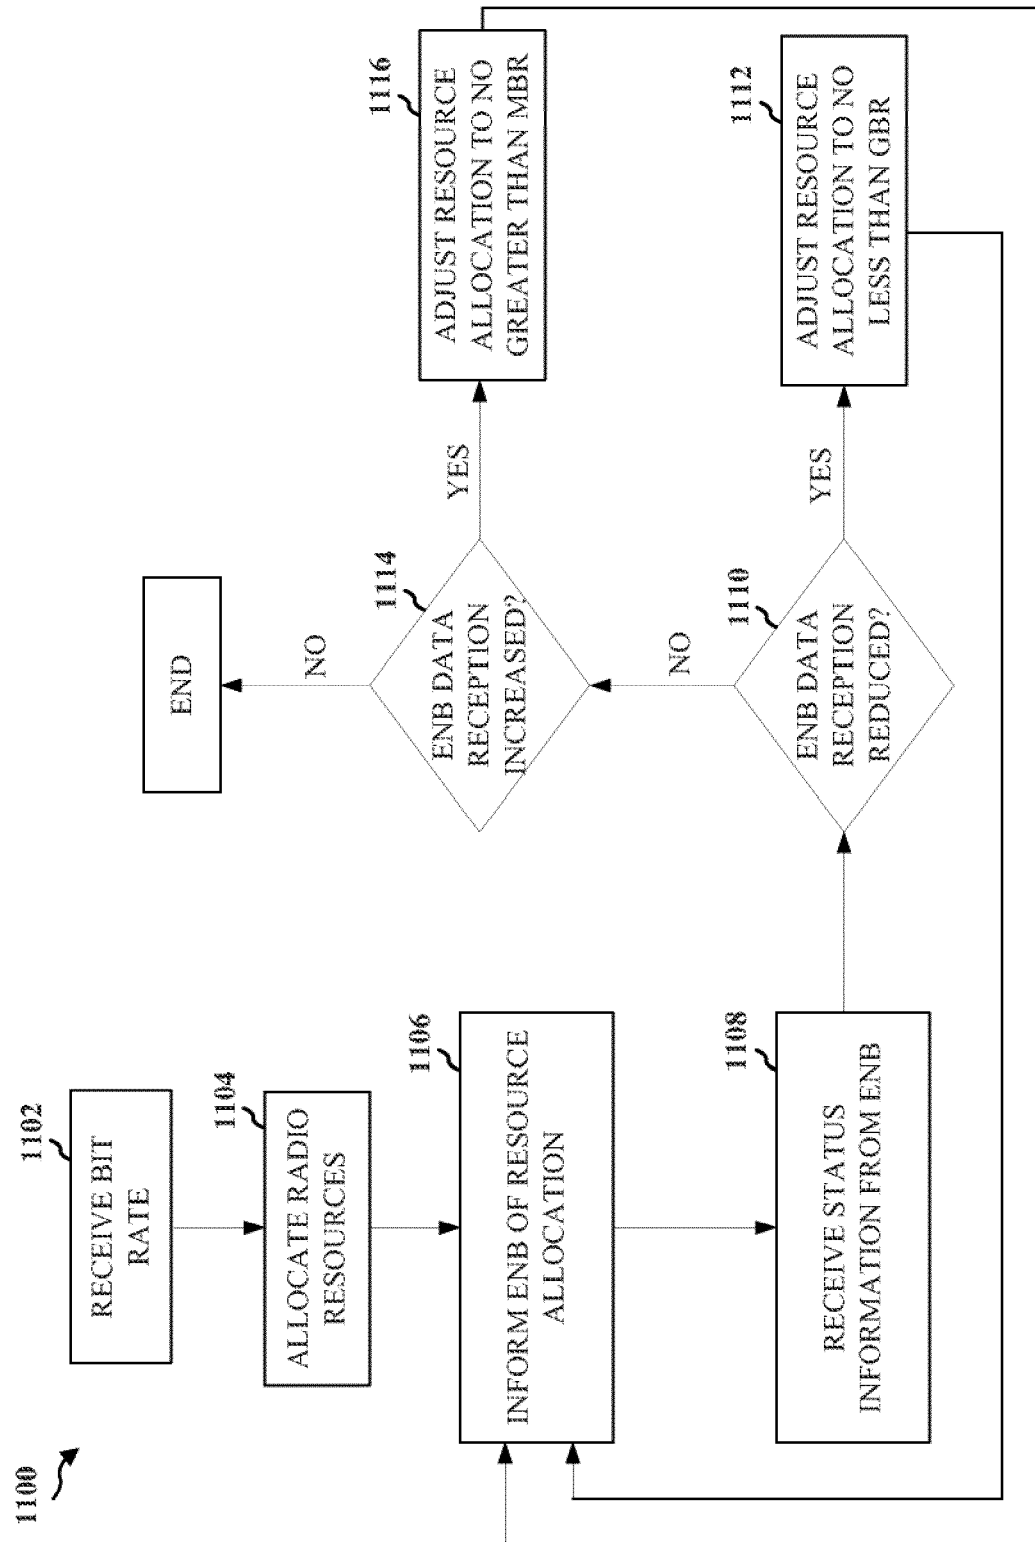 1100
1102
RECEIVE BIT
RATE
1104
ALLOCATE RADIO
RESOURCES
1106
INFORM ENB OF RESOURCE
ALLOCATION
1108
RECEIVE STATUS
INFORMATION FROM ENB
1110
ENB DATA
RECEPTION
REDUCED?
YES
NO
1112
ADJUST RESOURCE
ALLOCATION TO NO
LESS THAN GBR
1114
ENB DATA
RECEPTION
INCREASED?
YES
NO
1116
ADJUST RESOURCE
ALLOCATION TO NO
GREATER THAN MBR
END